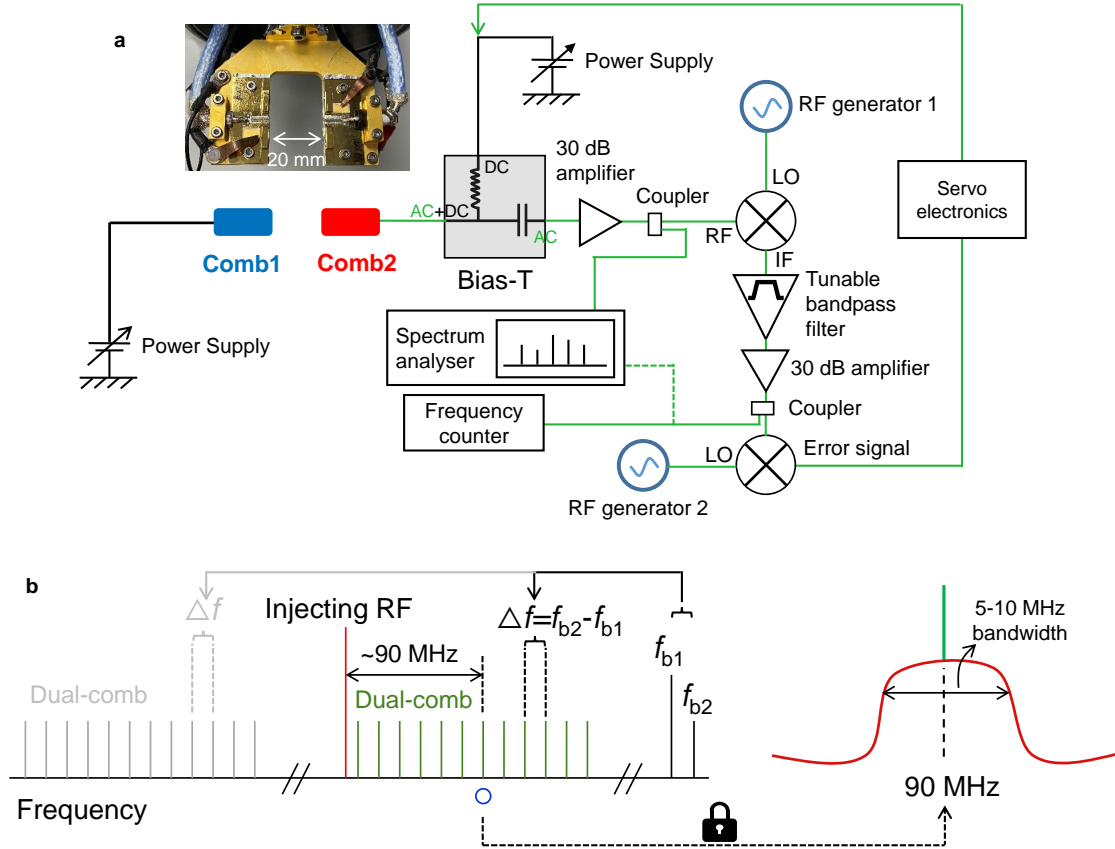 a
20 mm
Power Supply
RF generator 1
30 dB
amplifier
DC
Coupler
LO
Servo
electronics
AC+DC
AC
RF
IF
Comb1
Comb2
Bias-T
Tunable
bandpass
filter
Power Supply
Spectrum
analyser
30 dB amplifier
Coupler
Frequency
counter
LO
Error signal
RF generator 2
b
△f
Injecting RF
△f=fb2-fb1
5-10 MHz
bandwidth
~90 MHz
fb1
Dual-comb
Dual-comb
fb2
Frequency
90 MHz